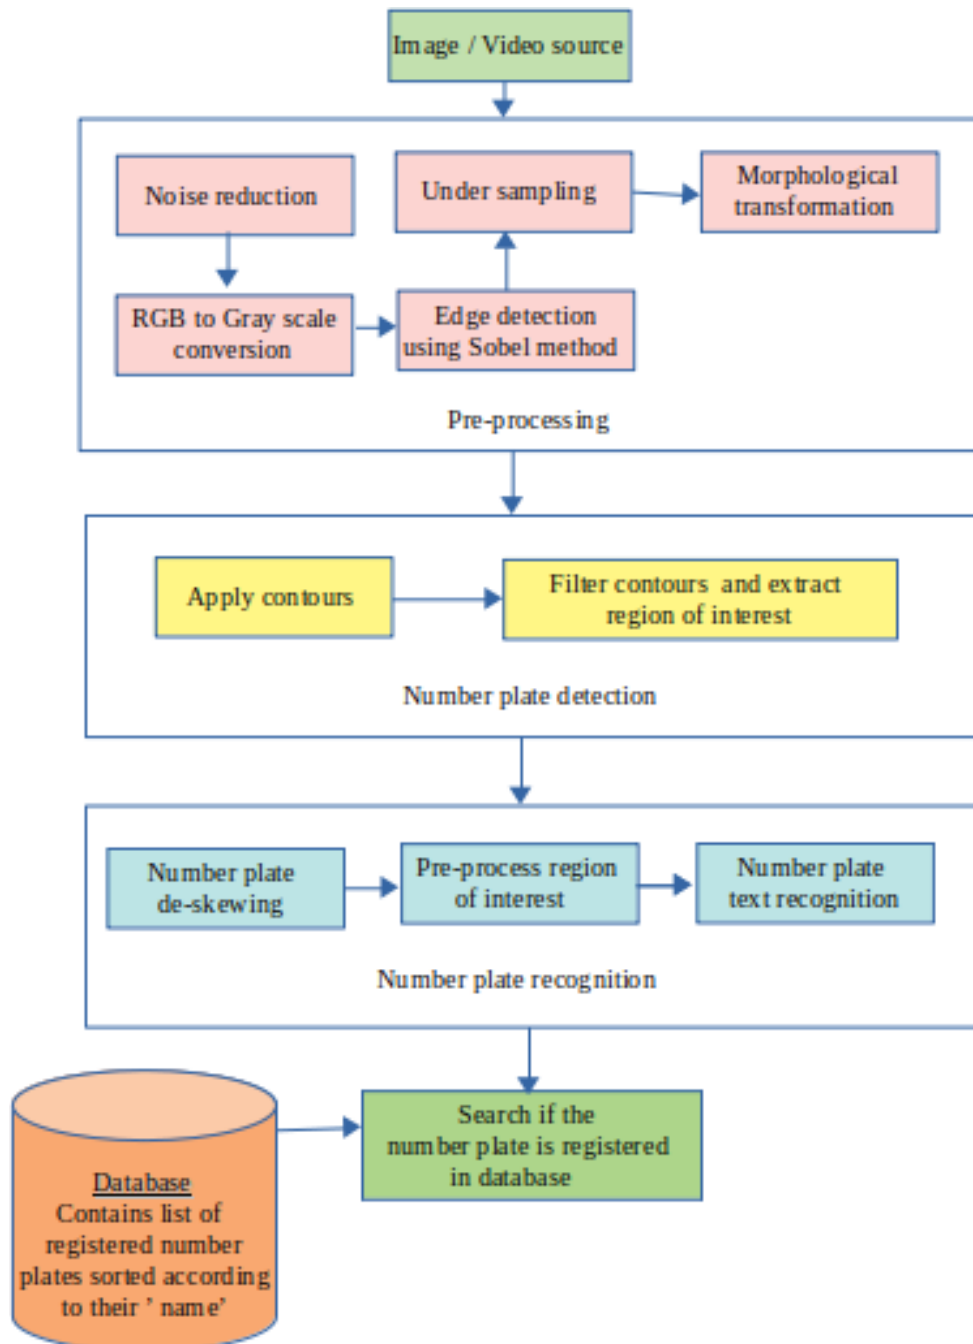 Image / Video source
Noise reduction
Under sampling
Morphological
transformation
RGB to Gray scale
conversion
Edge detection
using Sobel method
Pre-processing
Apply contours
Filter contours and extract
region of interest
Number plate detection
Number plate
de-skewing
Pre-process region
of interest
Number plate
text recognition
Number plate recognition
Search if the
number plate is registered
in database
Database
Contains list of
registered number
plates sorted according
to their ’ name’